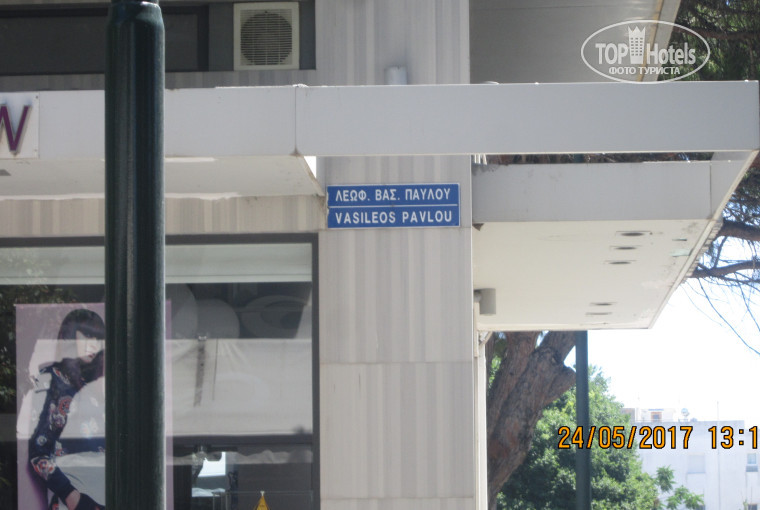 TOP Hotels
ФОТО ТУРИСТА
W
ΛΕΩΦ. ΒΑΣ. ΠΑΥΛΟΥ
VASILEOS PAVLOU
24/05/2017 13:1